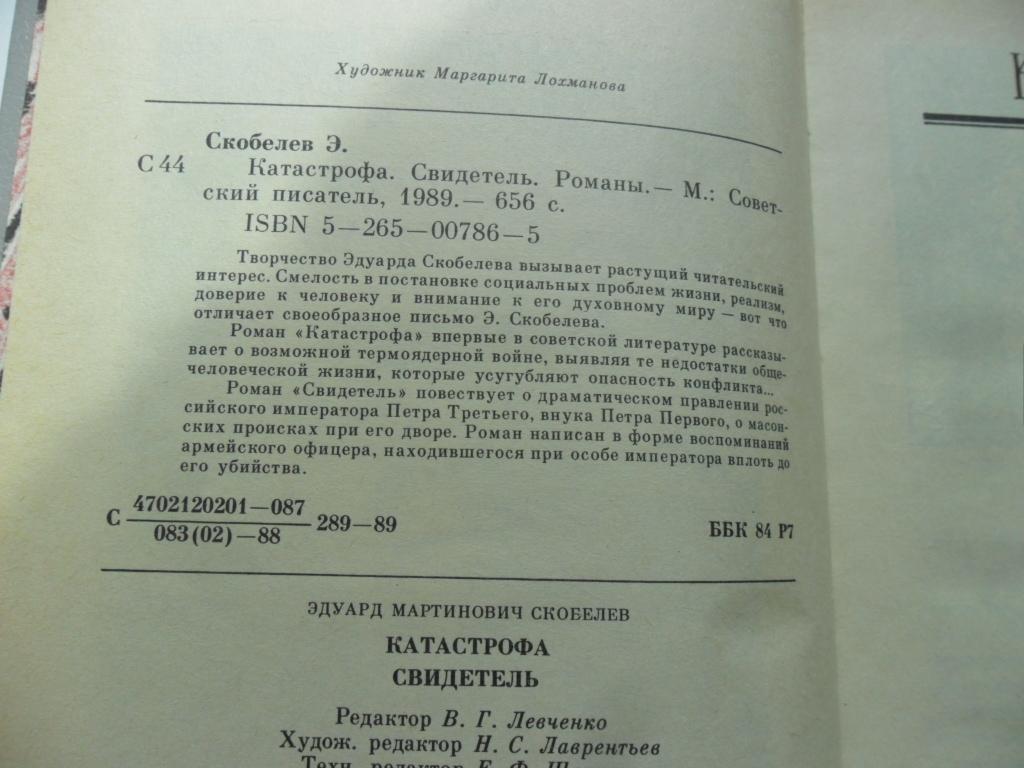 Художник Маргарита Лохманова
Скобелев Э.
С 44 Катастрофа. Свидетель. Романы.— М.: Совет-
ский писатель, 1989.— 656 с.
ISBN 5—265—00786—5
Творчество Эдуарда Скобелева вызывает растущий читательский
интерес. Смелость в постановке социальных проблем жизни, реализм,
доверие к человеку и внимание к его духовному миру — вот что
отличает своеобразное письмо Э. Скобелева.
Роман «Катастрофа» впервые в советской литературе рассказы-
вает о возможной термоядерной войне, выявляя те недостатки обще-
человеческой жизни, которые усугубляют опасность конфликта...
Роман «Свидетель» повествует о драматическом правлении рос-
сийского императора Петра Третьего, внука Петра Первого, о масон-
ских происках при его дворе. Роман написан в форме воспоминаний
армейского офицера, находившегося при особе императора вплоть до
его убийства.
4702120201—087
С 289—89
083(02)—88
ББК 84 Р7
ЭДУАРД МАРТИНОВИЧ СКОБЕЛЕВ
КАТАСТРОФА
СВИДЕТЕЛЬ
Редактор В. Г. Левченко
Худож. редактор Н. С. Лаврентьев
Техн. редактор Е. Ф.
К